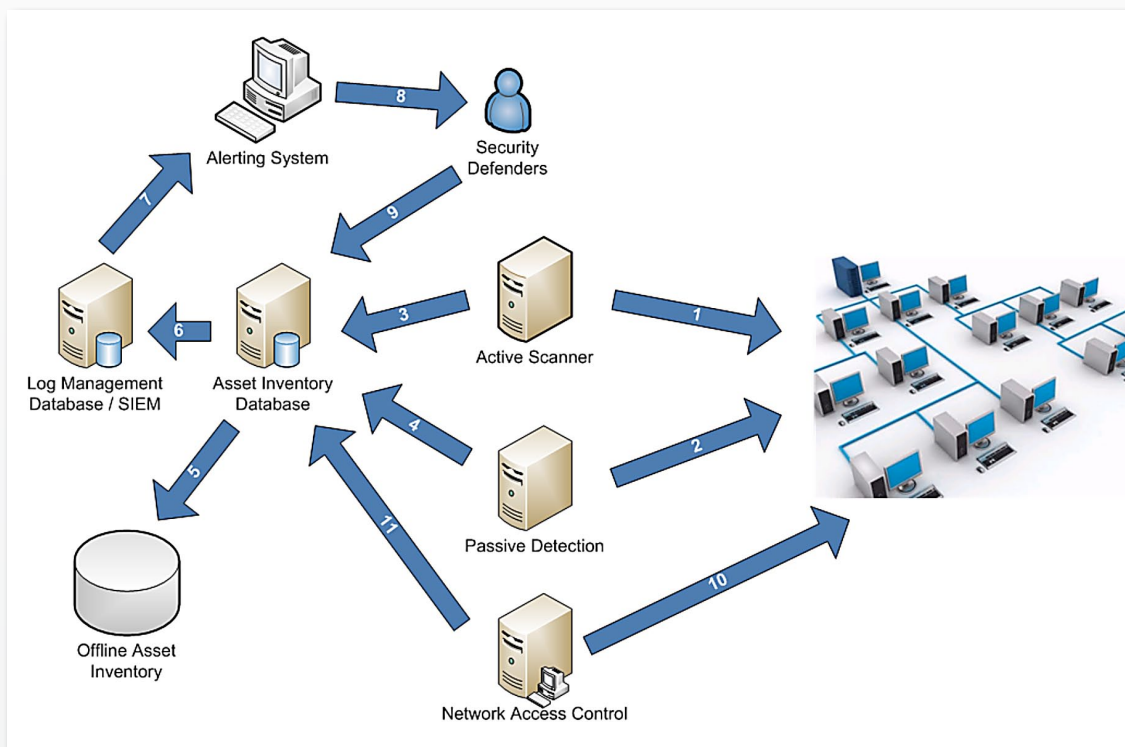 8
Alerting System
Security
Defenders
7
9
3
1
6
Active Scanner
Log Management
Database / SIEM
Asset Inventory
Database
4
2
5
11
Passive Detection
10
Offline Asset
Inventory
Network Access Control